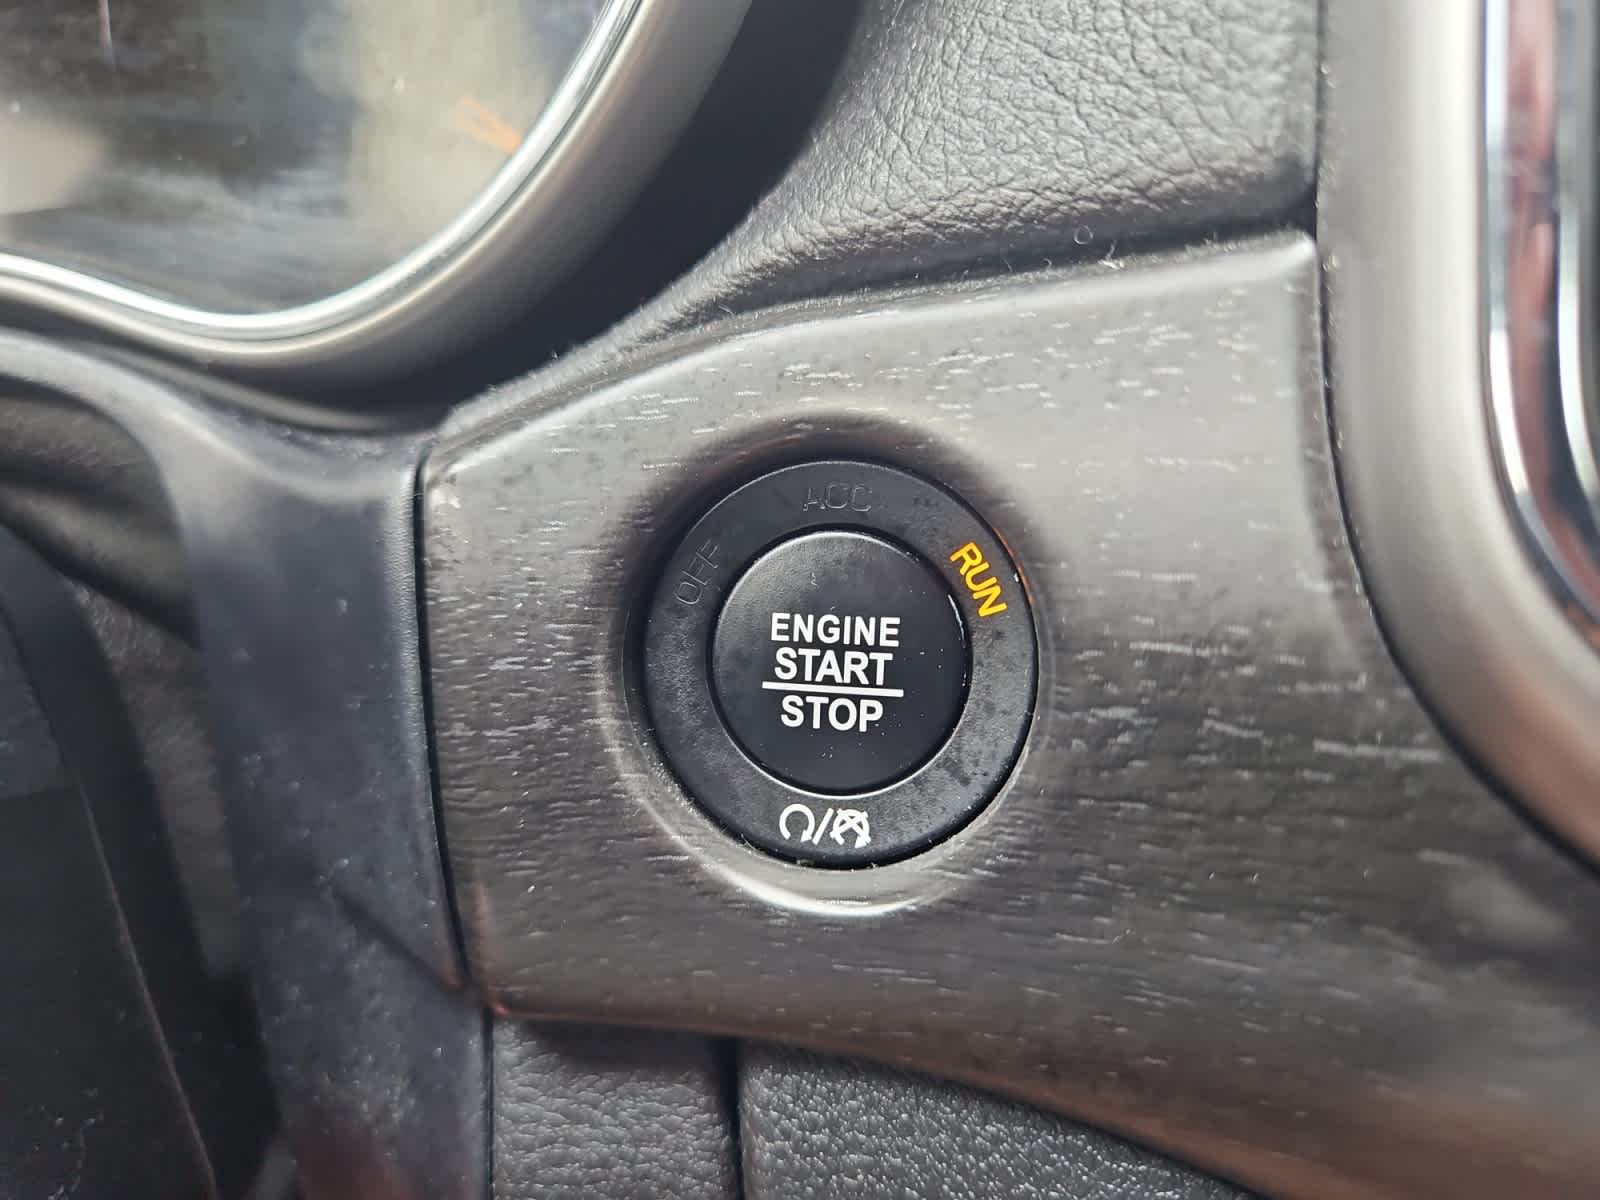 ACC
OFF
RUN
ENGINE
START
STOP